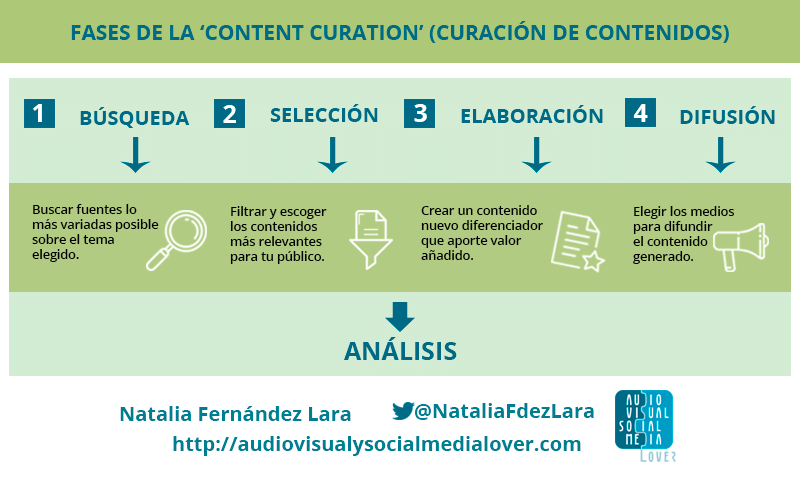 FASES DE LA ‘CONTENT CURATION’ (CURACIÓN DE CONTENIDOS)
1 BÚSQUEDA
2 SELECCIÓN
3 ELABORACIÓN
4 DIFUSIÓN
Buscar fuentes lo
más variadas posible
sobre el tema
elegido.
Filtrar y escoger
los contenidos
más relevantes
para tu público.
Crear un contenido
nuevo diferenciador
que aporte valor
añadido.
Elegir los medios
para difundir
el contenido
generado.
ANÁLISIS
Natalia Fernández Lara
@NataliaFdezLara
http://audiovisualysocialmedialover.com
AUDIO
VISUAL
SOCIAL
MEDIA
LOVER